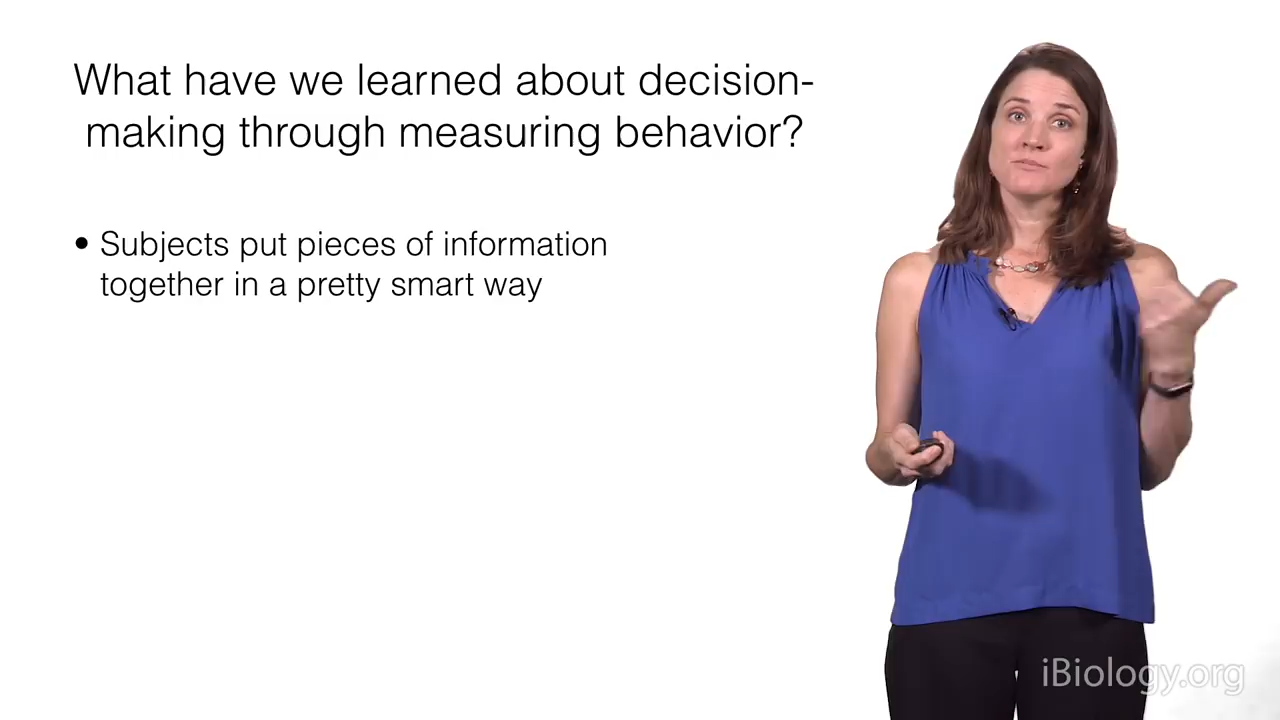 What have we learned about decision-
making through measuring behavior?
• Subjects put pieces of information
together in a pretty smart way
iBiology.org